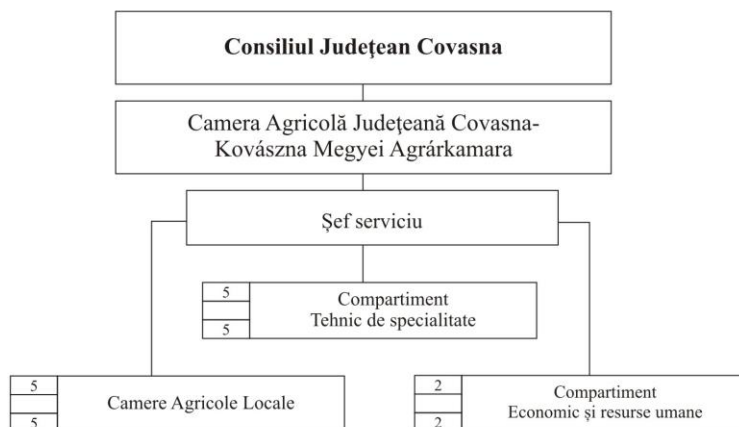 Consiliul Județean Covasna
Camera Agricolă Județeană Covasna-
Kovászna Megyei Agrárkamara
Șef serviciu
5
5
Compartiment
Tehnic de specialitate
5
5
Camere Agricole Locale
2
2
Compartiment
Economic și resurse umane